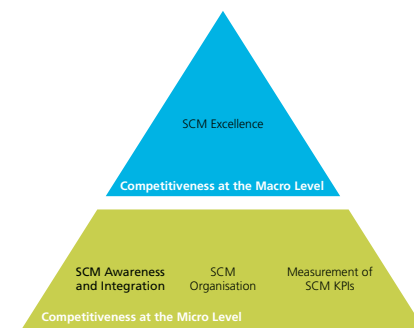 SCM Excellence
Competitiveness at the Macro Level
SCM Awareness
and Integration
SCM
Organisation
Measurement of
SCM KPIs
Competitiveness at the Micro Level